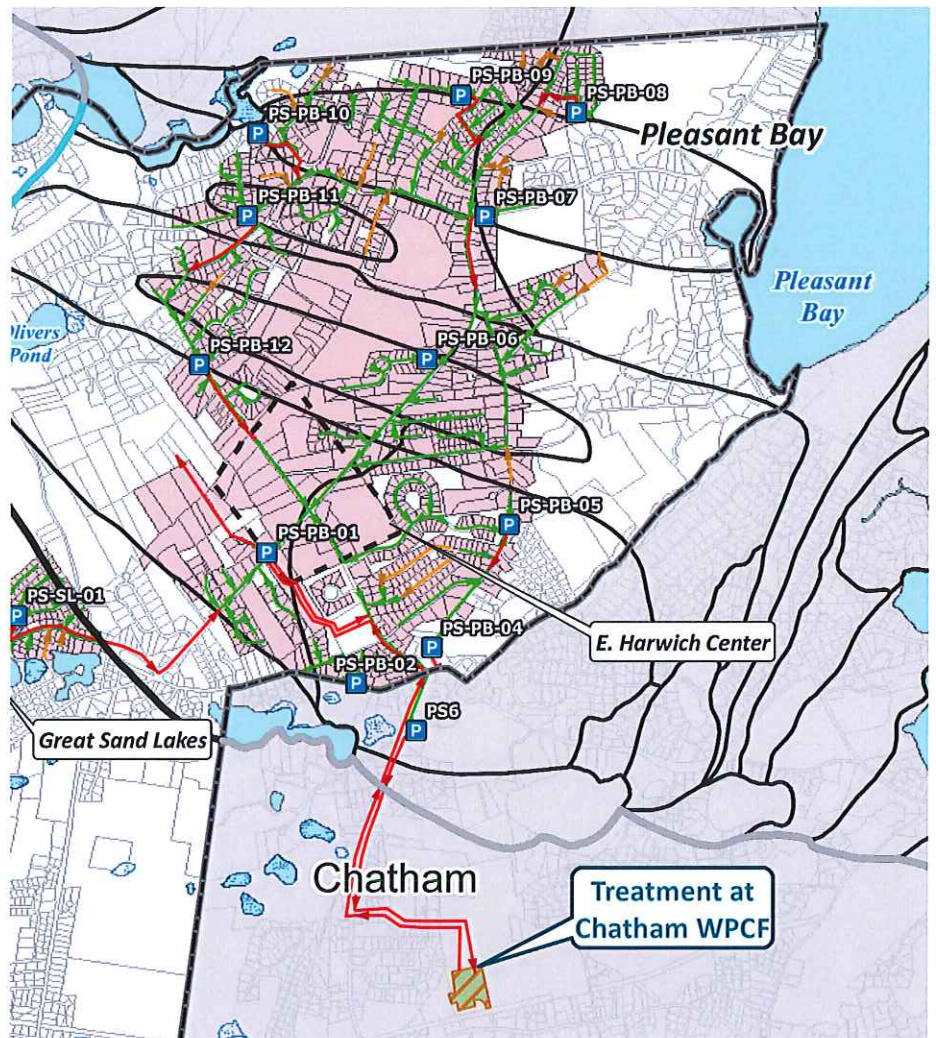 PS-PB-09
PS-PB-08
P
P
PS-PB-10
P
Pleasant Bay
PS-PB-11
P
PS-PB-07
P
Pleasant
Bay
Olivers
Pond
PS-PB-12
P
PS-PB-06
P
PS-PB-05
P
PS-PB-01
P
PS-SL-01
P
PS-PB-04
P
E. Harwich Center
PS-PB-02
P
PS6
P
Great Sand Lakes
Chatham
Treatment at
Chatham WPCF